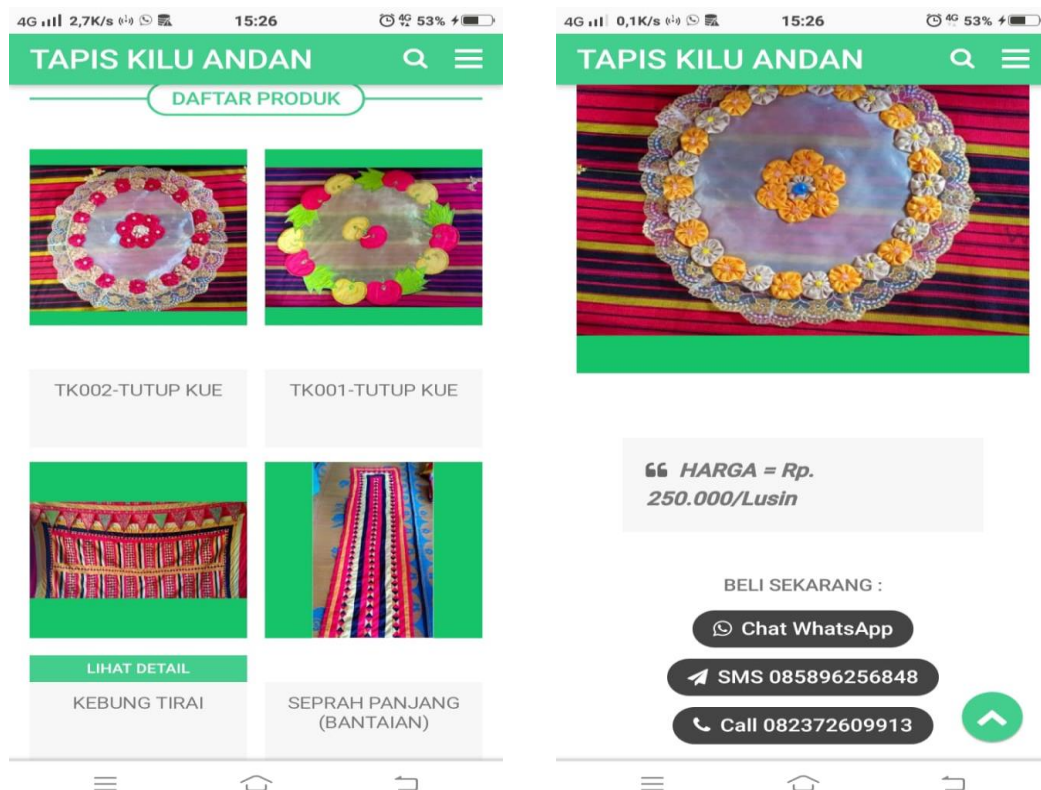 4G 2,7K/s 15:26 4G 53%
TAPIS KILU ANDAN
DAFTAR PRODUK
TK002-TUTUP KUE
TK001-TUTUP KUE
LIHAT DETAIL
KEBUNG TIRAI
SEPRAH PANJANG
(BANTAIAN)
4G 0,1K/s 15:26 4G 53%
TAPIS KILU ANDAN
HARGA = Rp.
250.000/Lusin
BELI SEKARANG :
Chat WhatsApp
SMS 085896256848
Call 082372609913